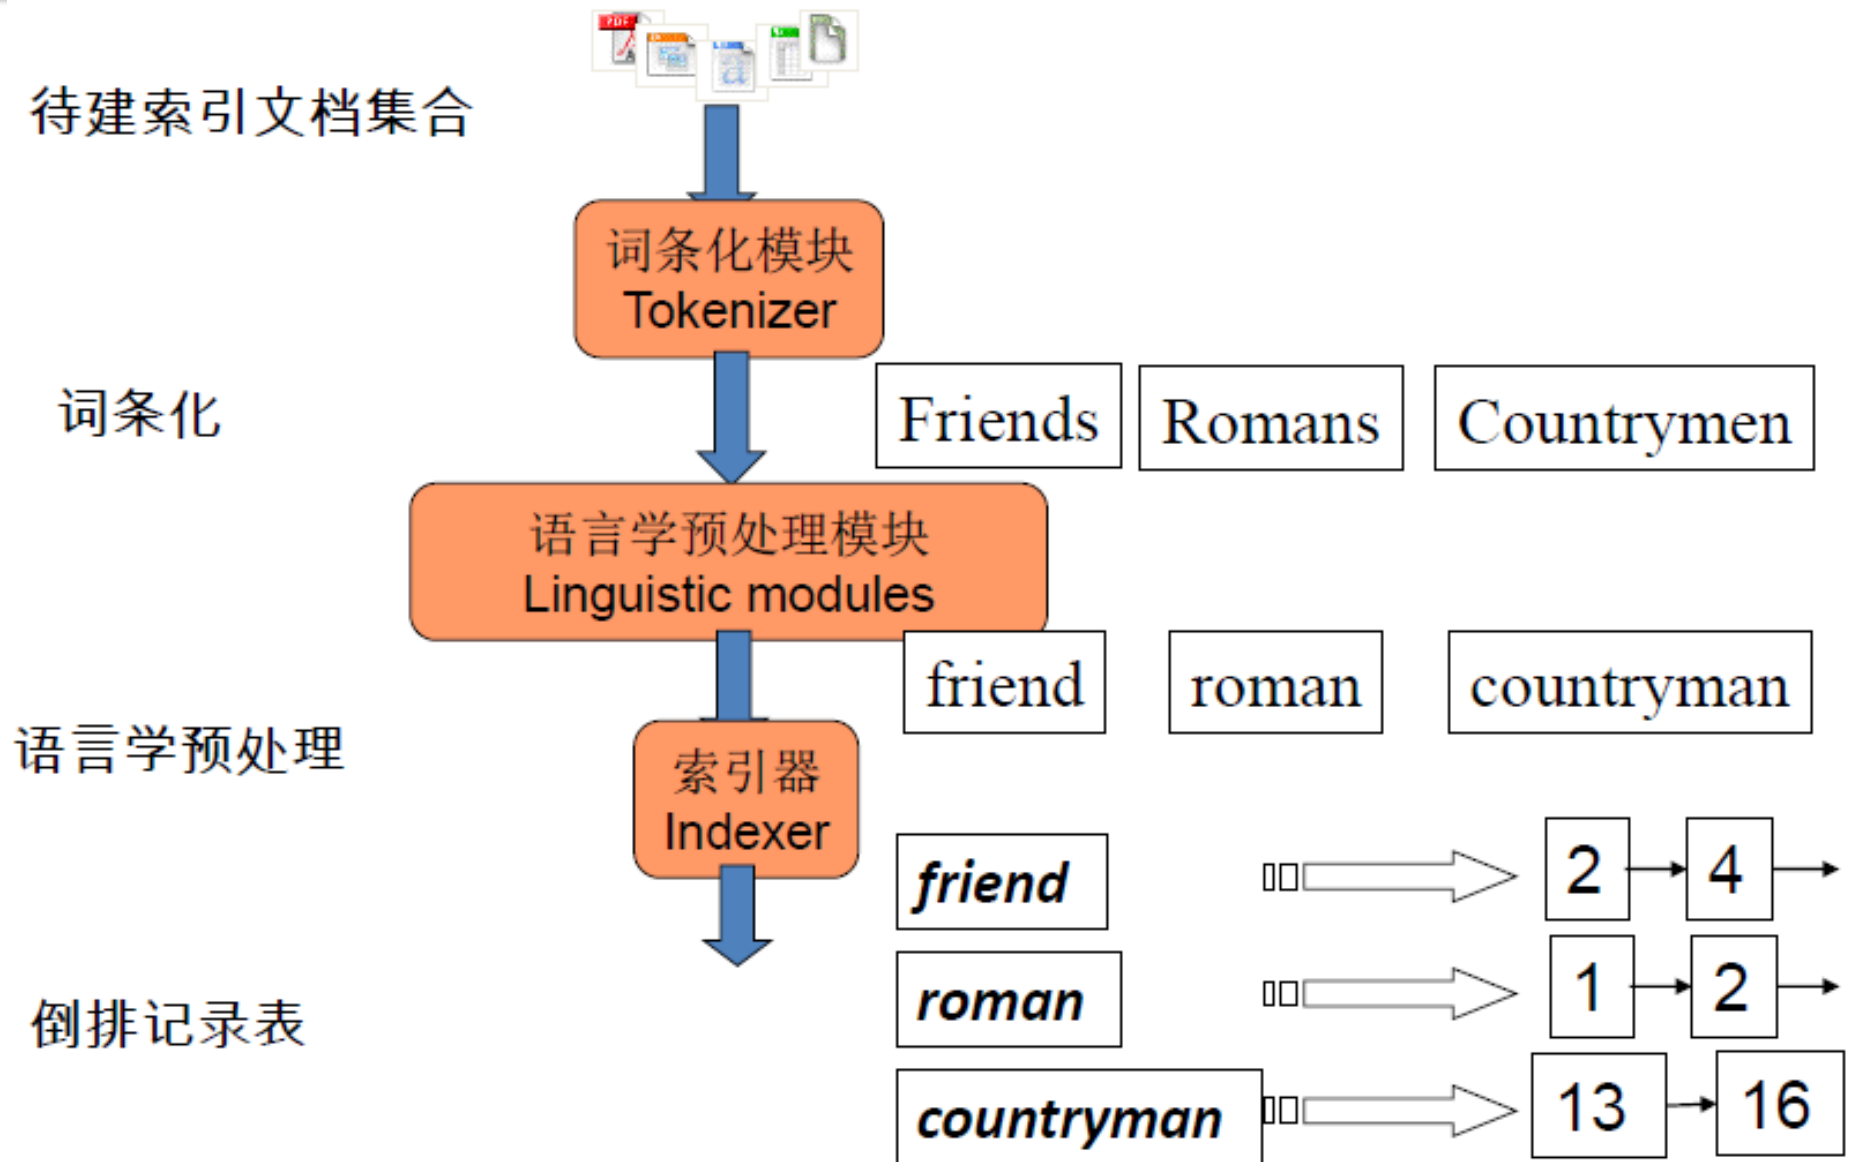 PDF
待建索引文档集合
词条化模块
Tokenizer
词条化
Friends
Romans
Countrymen
语言学预处理模块
Linguistic modules
friend
roman
countryman
语言学预处理
索引器
Indexer
friend
2
4
roman
1
2
倒排记录表
countryman
13
16